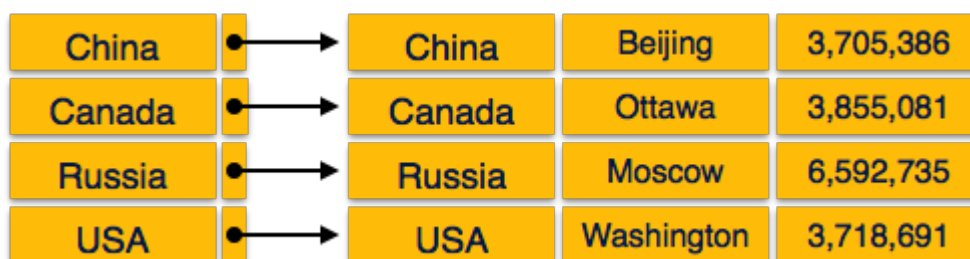 China China Beijing 3,705,386
Canada Canada Ottawa 3,855,081
Russia Russia Moscow 6,592,735
USA USA Washington 3,718,691